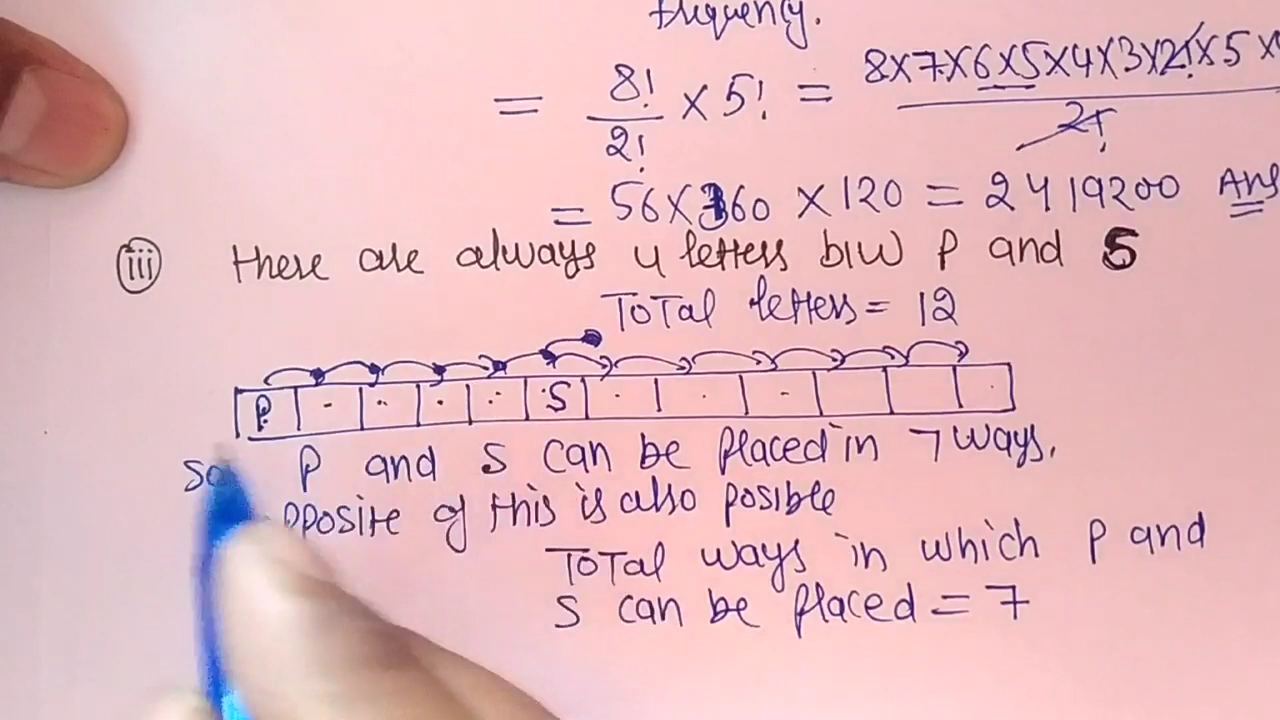 frequency.
= 8!/2! × 5! = 8×7×6×5×4×3×2!×5×/2!
= 56×360 ×120 = 2419200 Ans
(iii) there are always 4 letters b/w P and S
Total letters = 12
P · · · · S · · · ·
P and S can be placed in 7 ways.
opposite of this is also posible
Total ways in which P and
S can be placed = 7